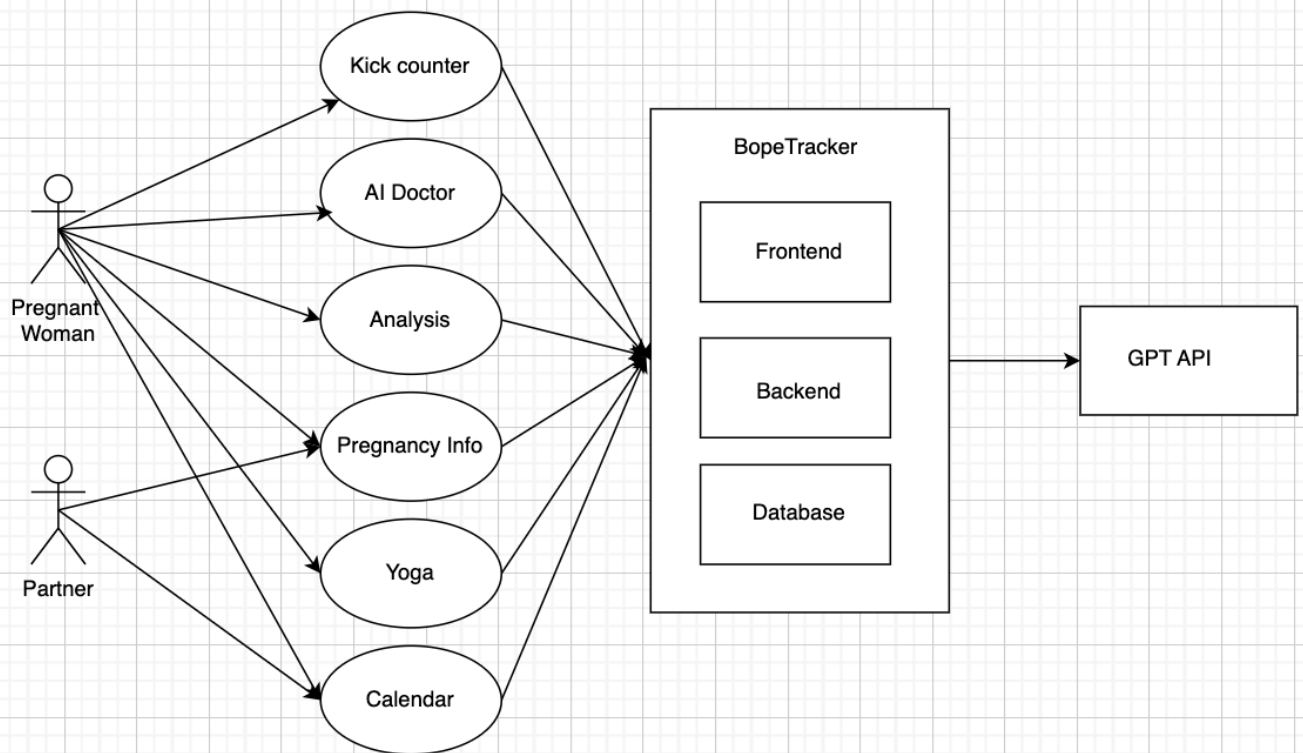 Kick counter
AI Doctor
Analysis
Pregnancy Info
Yoga
Calendar
Pregnant
Woman
Partner
BopeTracker
Frontend
Backend
Database
GPT API